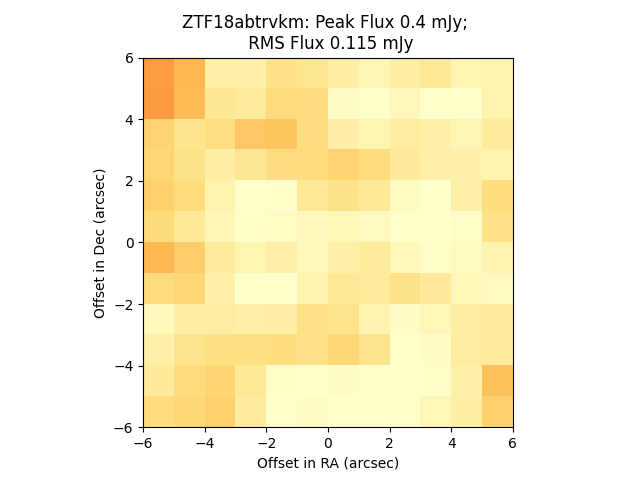 ZTF18abtrvkm: Peak Flux 0.4 mJy;
RMS Flux 0.115 mJy
6
4
2
0
−2
−4
−6
Offset in Dec (arcsec)
−6 −4 −2 0 2 4 6
Offset in RA (arcsec)